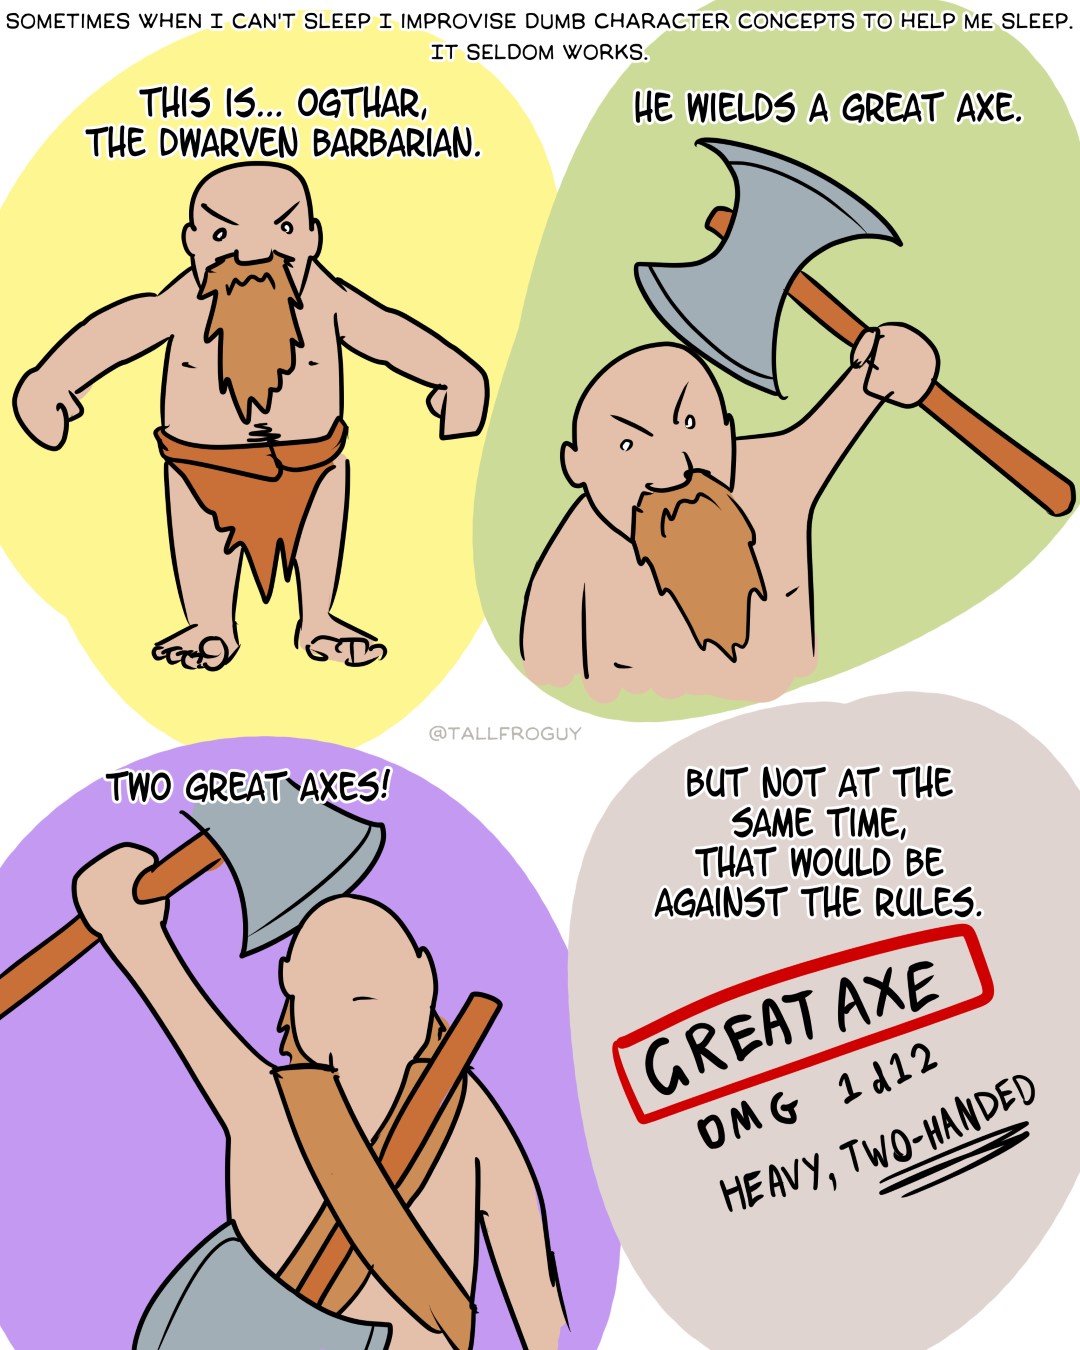 SOMETIMES WHEN I CAN'T SLEEP I IMPROVISE DUMB CHARACTER CONCEPTS TO HELP ME SLEEP.
IT SELDOM WORKS.
THIS IS... OGTHAR,
THE DWARVEN BARBARIAN.
HE WIELDS A GREAT AXE.
@TALLFROGUY
TWO GREAT AXES!
BUT NOT AT THE
SAME TIME,
THAT WOULD BE
AGAINST THE RULES.
GREAT AXE
DMG 1d12
HEAVY, TWO-HANDED